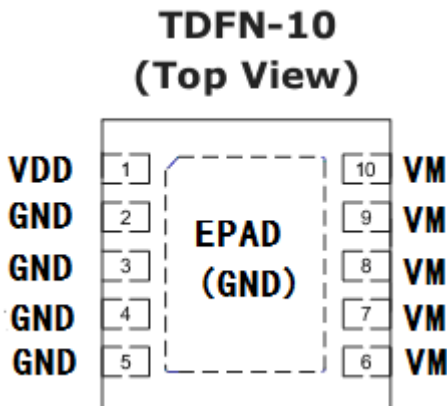 TDFN-10
(Top View)
VDD 1 10 VM
GND 2 9 VM
EPAD
GND 3 8 VM
(GND)
GND 4 7 VM
GND 5 6 VM